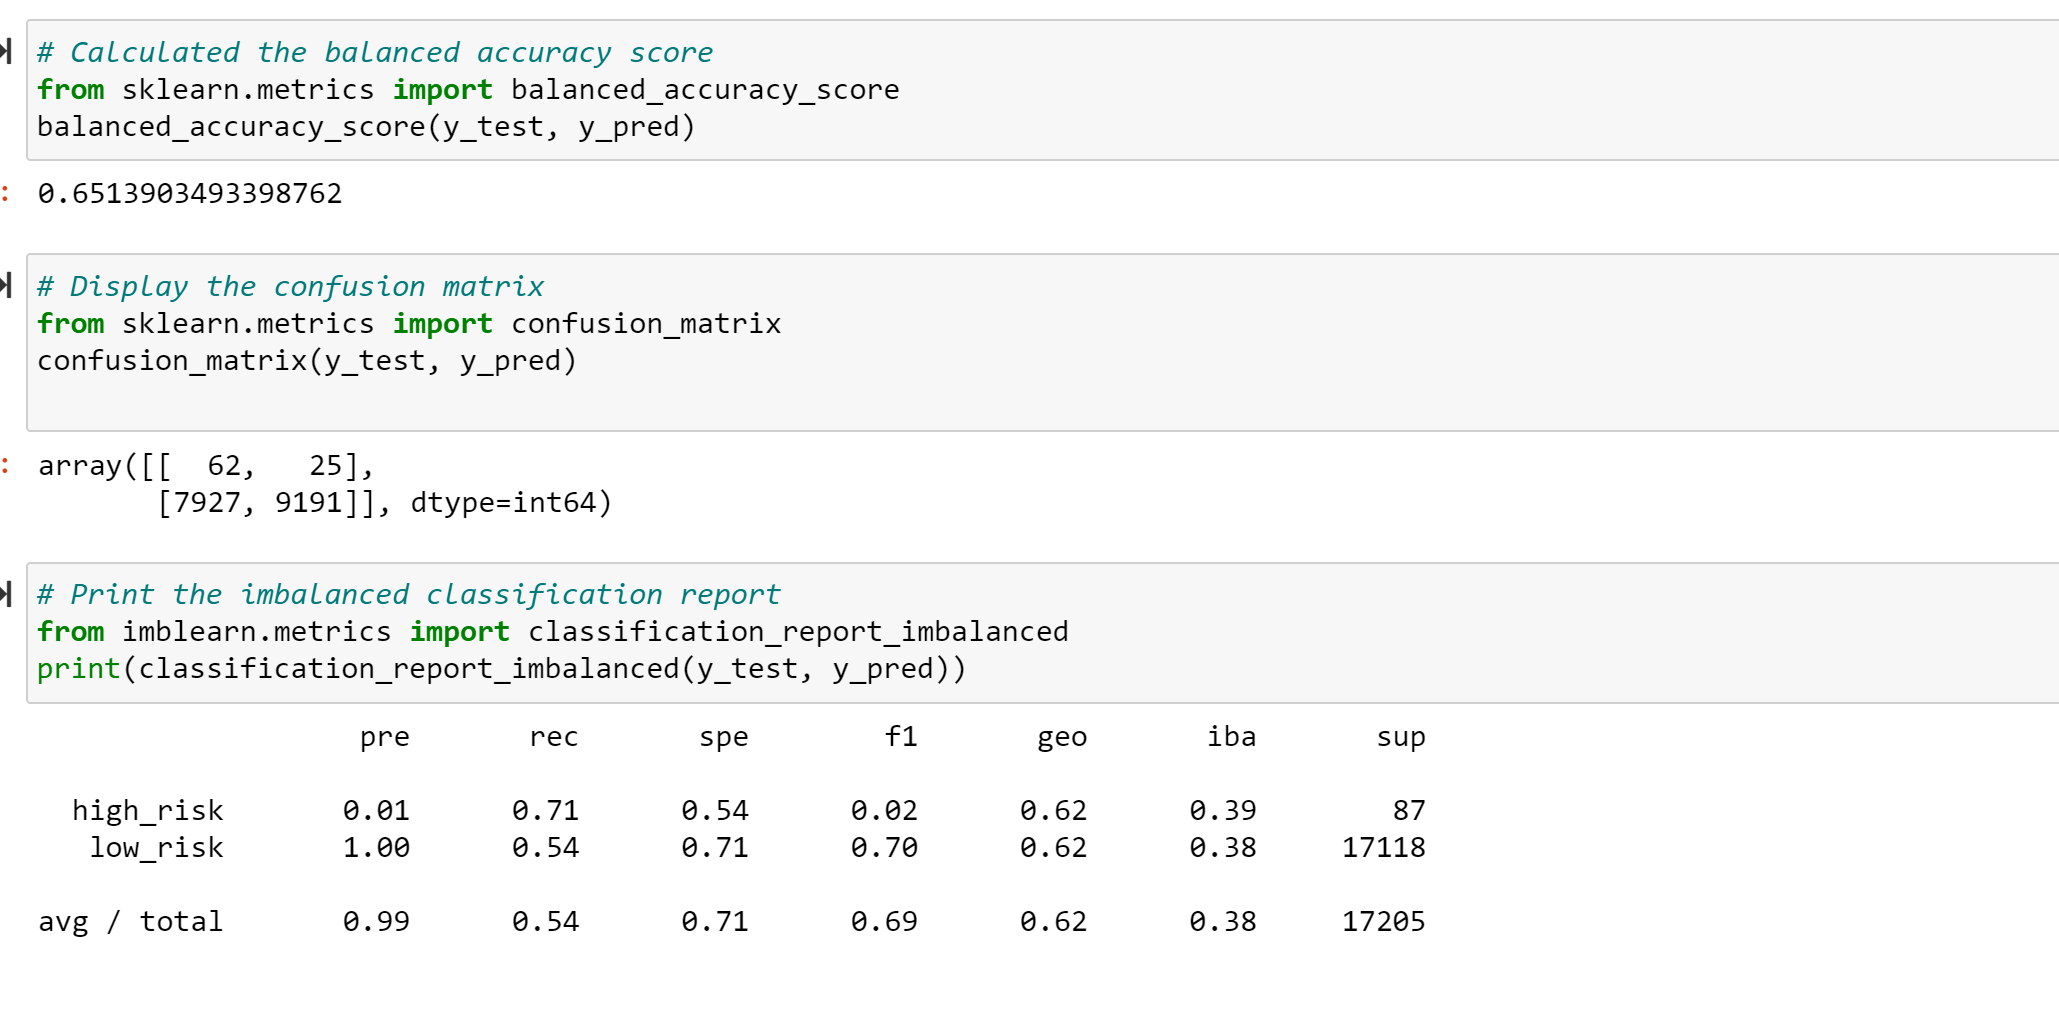 # Calculated the balanced accuracy score
from sklearn.metrics import balanced_accuracy_score
balanced_accuracy_score(y_test, y_pred)
: 0.6513903493398762
# Display the confusion matrix
from sklearn.metrics import confusion_matrix
confusion_matrix(y_test, y_pred)
: array([[  62,   25],
       [7927, 9191]], dtype=int64)
# Print the imbalanced classification report
from imblearn.metrics import classification_report_imbalanced
print(classification_report_imbalanced(y_test, y_pred))
pre rec spe f1 geo iba sup
high_risk 0.01 0.71 0.54 0.02 0.62 0.39 87
low_risk 1.00 0.54 0.71 0.70 0.62 0.38 17118
avg / total 0.99 0.54 0.71 0.69 0.62 0.38 17205